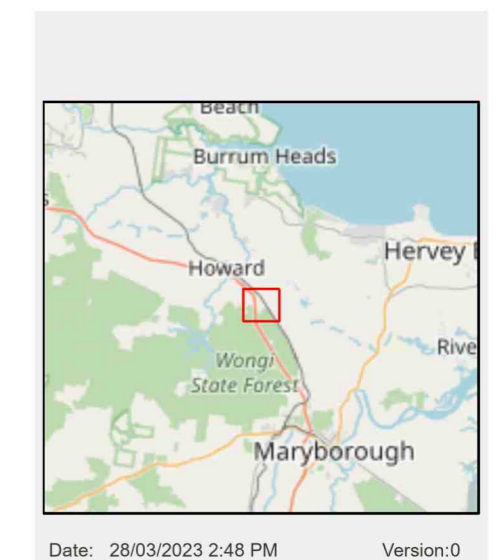 Beach
Burrum Heads
Hervey
Howard
Rive
Wongi
State Forest
Maryborough
Date: 28/03/2023 2:48 PM Version:0